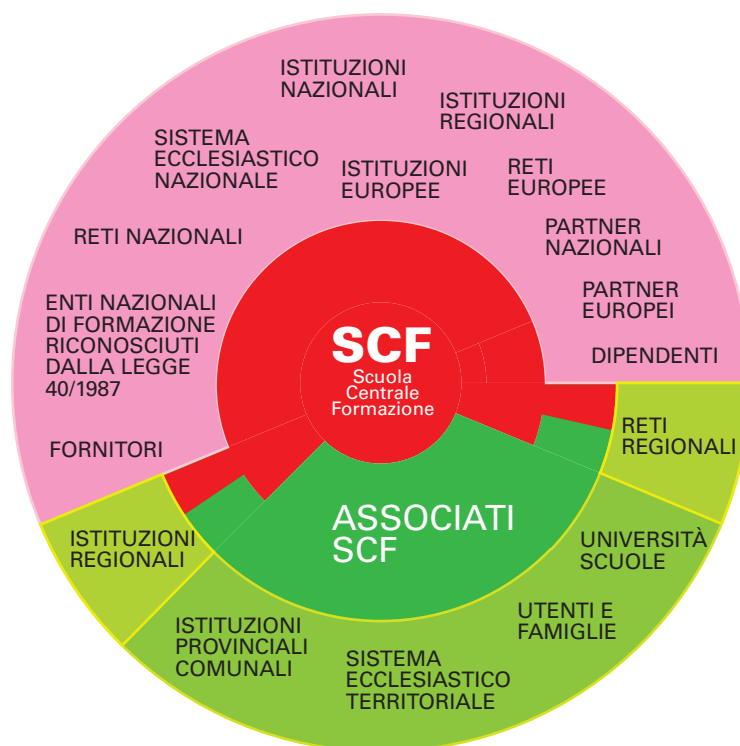 ISTITUZIONI
NAZIONALI
ISTITUZIONI
REGIONALI
SISTEMA
ECCLESIASTICO
NAZIONALE
ISTITUZIONI
EUROPEE
RETI
EUROPEE
RETI NAZIONALI
PARTNER
NAZIONALI
ENTI NAZIONALI
DI FORMAZIONE
RICONOSCIUTI
DALLA LEGGE
40/1987
PARTNER
EUROPEI
DIPENDENTI
SCF
Scuola
Centrale
Formazione
FORNITORI
RETI
REGIONALI
ISTITUZIONI
REGIONALI
ASSOCIATI
SCF
UNIVERSITÀ
SCUOLE
UTENTI E
FAMIGLIE
ISTITUZIONI
PROVINCIALI
COMUNALI
SISTEMA
ECCLESIASTICO
TERRITORIALE